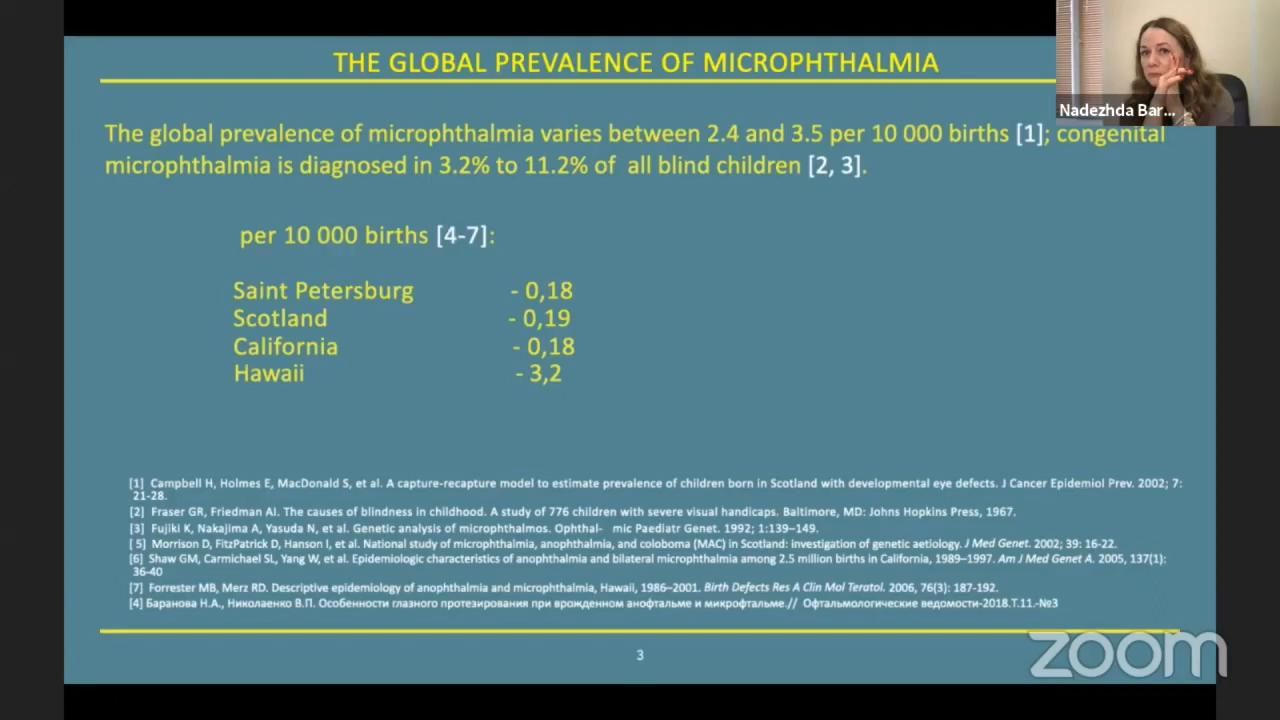 THE GLOBAL PREVALENCE OF MICROPHTHALMIA
Nadezhda Bar...
The global prevalence of microphthalmia varies between 2.4 and 3.5 per 10 000 births [1]; congenital
microphthalmia is diagnosed in 3.2% to 11.2% of all blind children [2, 3].
per 10 000 births [4-7]:
Saint Petersburg - 0,18
Scotland - 0,19
California - 0,18
Hawaii - 3,2
[1] Campbell H, Holmes E, MacDonald S, et al. A capture-recapture model to estimate prevalence of children born in Scotland with developmental eye defects. J Cancer Epidemiol Prev. 2002; 7:
21-28.
[2] Fraser GR, Friedman AI. The causes of blindness in childhood. A study of 776 children with severe visual handicaps. Baltimore, MD: Johns Hopkins Press, 1967.
[3] Fujiki K, Nakajima A, Yasuda N, et al. Genetic analysis of microphthalmos. Ophthal- mic Paediatr Genet. 1992; 1:139–149.
[ 5] Morrison D, FitzPatrick D, Hanson I, et al. National study of microphthalmia, anophthalmia, and coloboma (MAC) in Scotland: investigation of genetic aetiology. J Med Genet. 2002; 39: 16-22.
[6] Shaw GM, Carmichael SL, Yang W, et al. Epidemiologic characteristics of anophthalmia and bilateral microphthalmia among 2.5 million births in California, 1989–1997. Am J Med Genet A. 2005, 137(1):
36-40
[7] Forrester MB, Merz RD. Descriptive epidemiology of anophthalmia and microphthalmia, Hawaii, 1986–2001. Birth Defects Res A Clin Mol Teratol. 2006, 76(3): 187-192.
[4] Баранова Н.А., Николаенко В.П. Особенности глазного протезирования при врожденном анофтальме и микрофтальме.// Офтальмологические ведомости-2018.Т.11.-№3
3
zoom